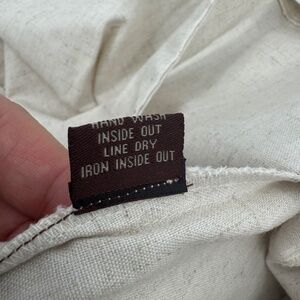 HAND WASH
INSIDE OUT
LINE DRY
IRON INSIDE OUT